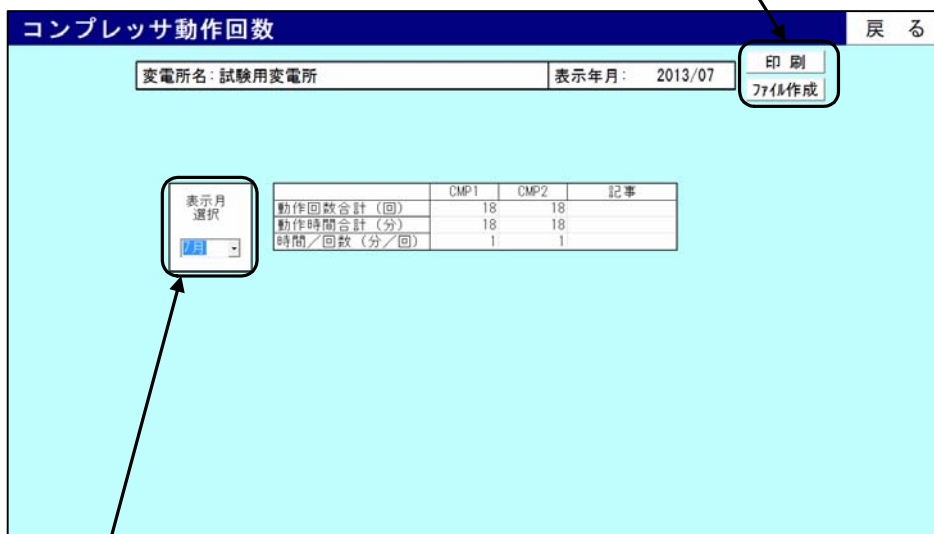 コンプレッサ動作回数 戻 る
変電所名:試験用変電所 表示年月: 2013/07 印 刷
ファイル作成
表示月
選択
7月
CMP1 CMP2 記事
動作回数合計 (回) 18 18
動作時間合計 (分) 18 18
時間/回数 (分/回) 1 1